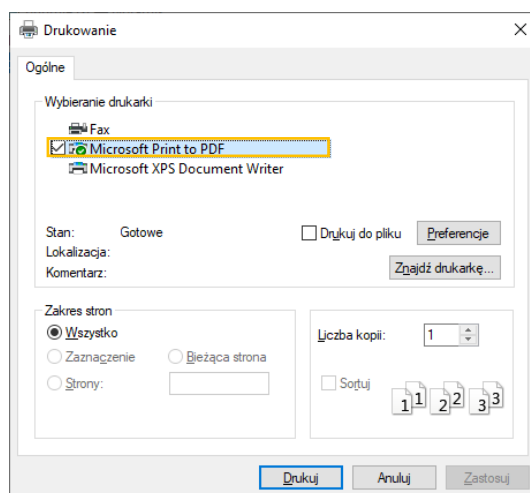 Drukowanie
Ogólne
Wybieranie drukarki
Fax
Microsoft Print to PDF
Microsoft XPS Document Writer
Stan: Gotowe
Drukuj do pliku
Preferencje
Lokalizacja:
Komentarz:
Znajdź drukarkę...
Zakres stron
Wszystko
Zaznaczenie
Bieżąca strona
Strony:
Liczba kopii: 1
Sortuj
1 1 2 2 3 3
Drukuj
Anuluj
Zastosuj